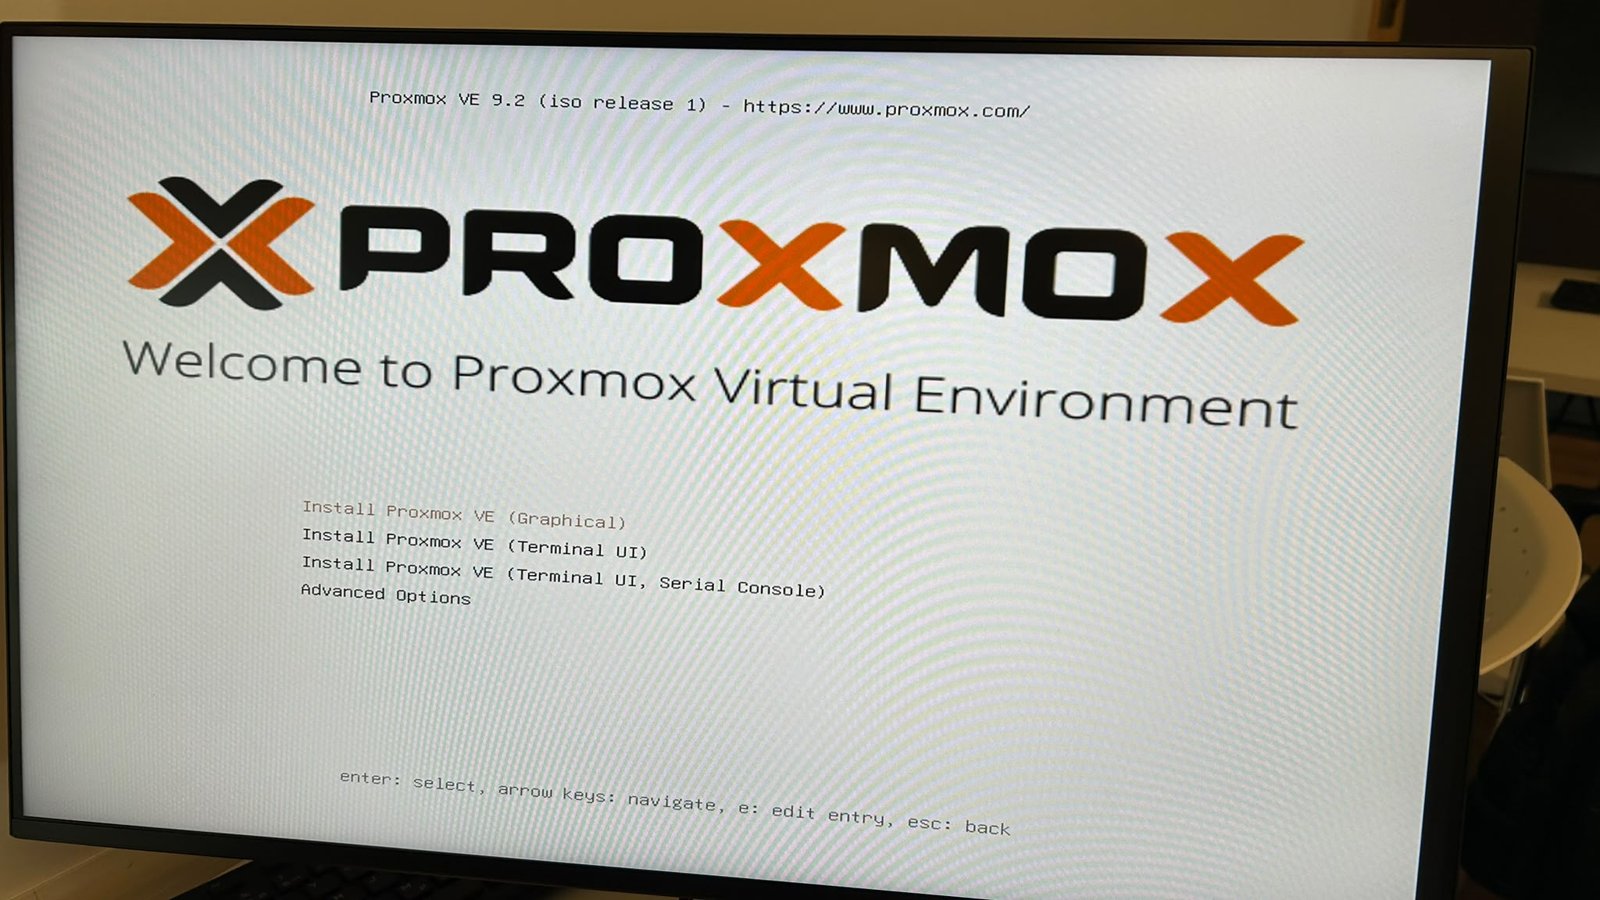 Proxmox VE 9.2 (iso release 1) - https://www.proxmox.com/
PROXMOX
Welcome to Proxmox Virtual Environment
Install Proxmox VE (Graphical)
Install Proxmox VE (Terminal UI)
Install Proxmox VE (Terminal UI, Serial Console)
Advanced Options
enter: select, arrow keys: navigate, e: edit entry, esc: back